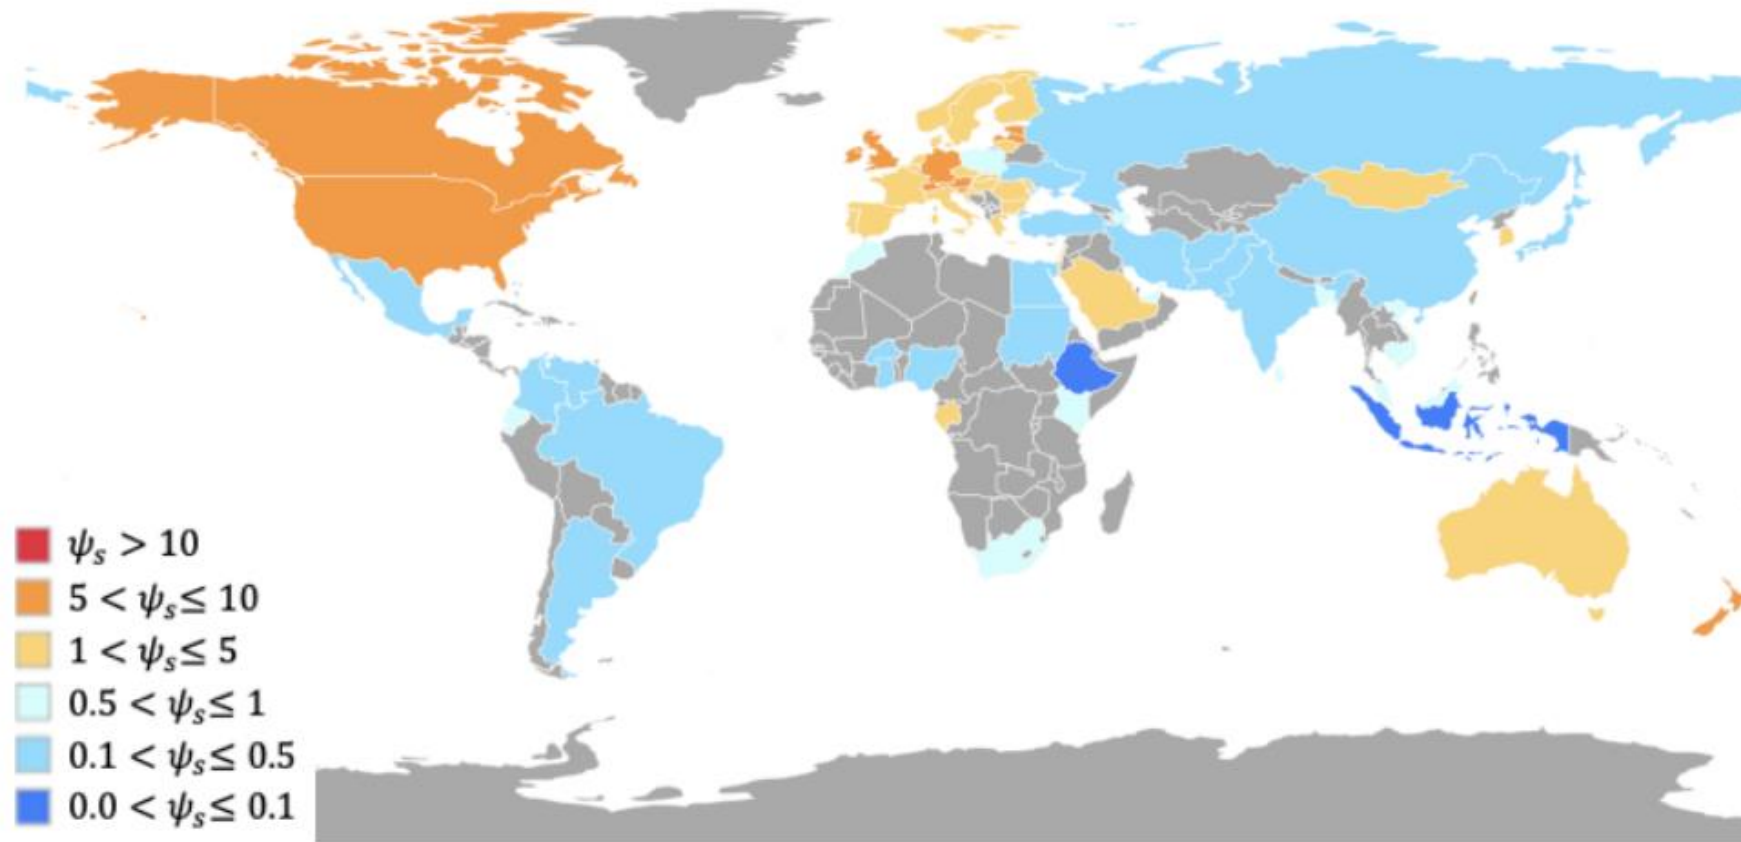 ψₛ > 10
5 < ψₛ ≤ 10
1 < ψₛ ≤ 5
0.5 < ψₛ ≤ 1
0.1 < ψₛ ≤ 0.5
0.0 < ψₛ ≤ 0.1